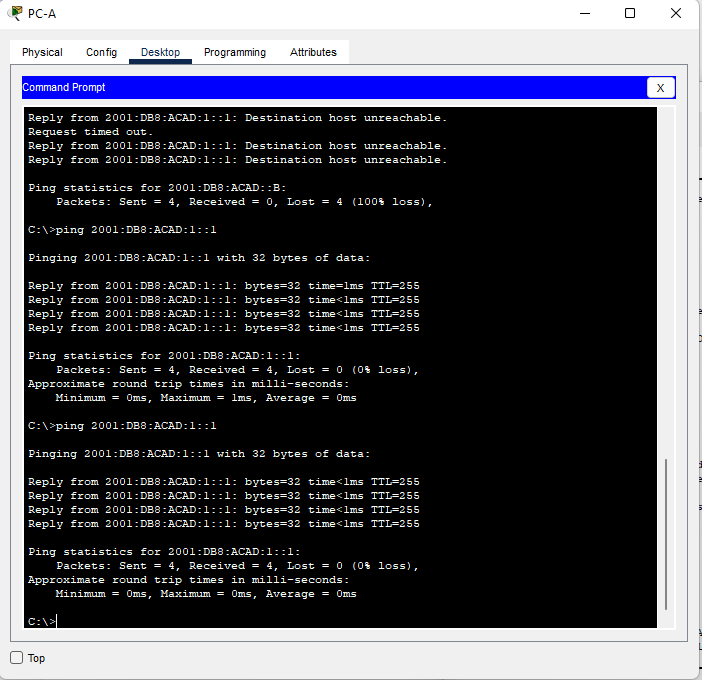 PC-A
Physical Config Desktop Programming Attributes
Command Prompt X
Reply from 2001:DB8:ACAD:1::1: Destination host unreachable.
Request timed out.
Reply from 2001:DB8:ACAD:1::1: Destination host unreachable.
Reply from 2001:DB8:ACAD:1::1: Destination host unreachable.
Ping statistics for 2001:DB8:ACAD::B:
Packets: Sent = 4, Received = 0, Lost = 4 (100% loss),
C:\>ping 2001:DB8:ACAD:1::1
Pinging 2001:DB8:ACAD:1::1 with 32 bytes of data:
Reply from 2001:DB8:ACAD:1::1: bytes=32 time=1ms TTL=255
Reply from 2001:DB8:ACAD:1::1: bytes=32 time<1ms TTL=255
Reply from 2001:DB8:ACAD:1::1: bytes=32 time<1ms TTL=255
Reply from 2001:DB8:ACAD:1::1: bytes=32 time<1ms TTL=255
Ping statistics for 2001:DB8:ACAD:1::1:
Packets: Sent = 4, Received = 4, Lost = 0 (0% loss),
Approximate round trip times in milli-seconds:
Minimum = 0ms, Maximum = 1ms, Average = 0ms
C:\>ping 2001:DB8:ACAD:1::1
Pinging 2001:DB8:ACAD:1::1 with 32 bytes of data:
Reply from 2001:DB8:ACAD:1::1: bytes=32 time<1ms TTL=255
Reply from 2001:DB8:ACAD:1::1: bytes=32 time<1ms TTL=255
Reply from 2001:DB8:ACAD:1::1: bytes=32 time<1ms TTL=255
Reply from 2001:DB8:ACAD:1::1: bytes=32 time<1ms TTL=255
Ping statistics for 2001:DB8:ACAD:1::1:
Packets: Sent = 4, Received = 4, Lost = 0 (0% loss),
Approximate round trip times in milli-seconds:
Minimum = 0ms, Maximum = 0ms, Average = 0ms
C:\>
Top